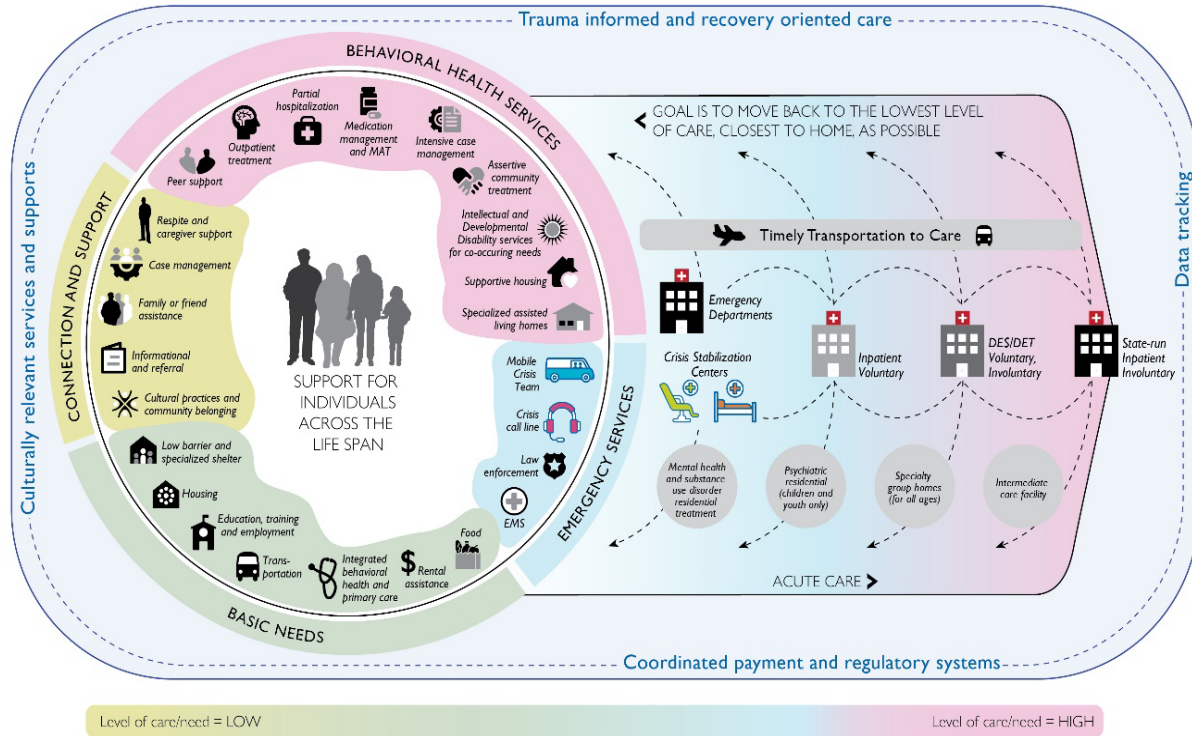 Trauma informed and recovery oriented care
Culturally relevant services and supports
Data tracking
Coordinated payment and regulatory systems
BEHAVIORAL HEALTH SERVICES
Peer support
Outpatient
treatment
Partial
hospitalization
Medication
management
and MAT
Intensive case
management
Assertive
community
treatment
Intellectual and
Developmental
Disability services
for co-occuring needs
Supportive housing
Specialized assisted
living homes
CONNECTION AND SUPPORT
Respite and
caregiver support
Case management
Family or friend
assistance
Informational
and referral
Cultural practices and
community belonging
SUPPORT FOR
INDIVIDUALS
ACROSS THE
LIFE SPAN
EMERGENCY SERVICES
Mobile
Crisis
Team
Crisis
call line
Law
enforcement
EMS
BASIC NEEDS
Low barrier and
specialized shelter
Housing
Education, training
and employment
Trans-
portation
Integrated
behavioral
health and
primary care
$
Rental
assistance
Food
< GOAL IS TO MOVE BACK TO THE LOWEST LEVEL
OF CARE, CLOSEST TO HOME, AS POSSIBLE
Timely Transportation to Care
Emergency
Departments
Crisis Stabilization
Centers
Inpatient
Voluntary
DES/DET
Voluntary,
Involuntary
State-run
Inpatient
Involuntary
Mental health
and substance
use disorder
residential
treatment
Psychiatric
residential
(children and
youth only)
Specialty
group homes
(for all ages)
Intermediate
care facility
ACUTE CARE >
Level of care/need = LOW
Level of care/need = HIGH